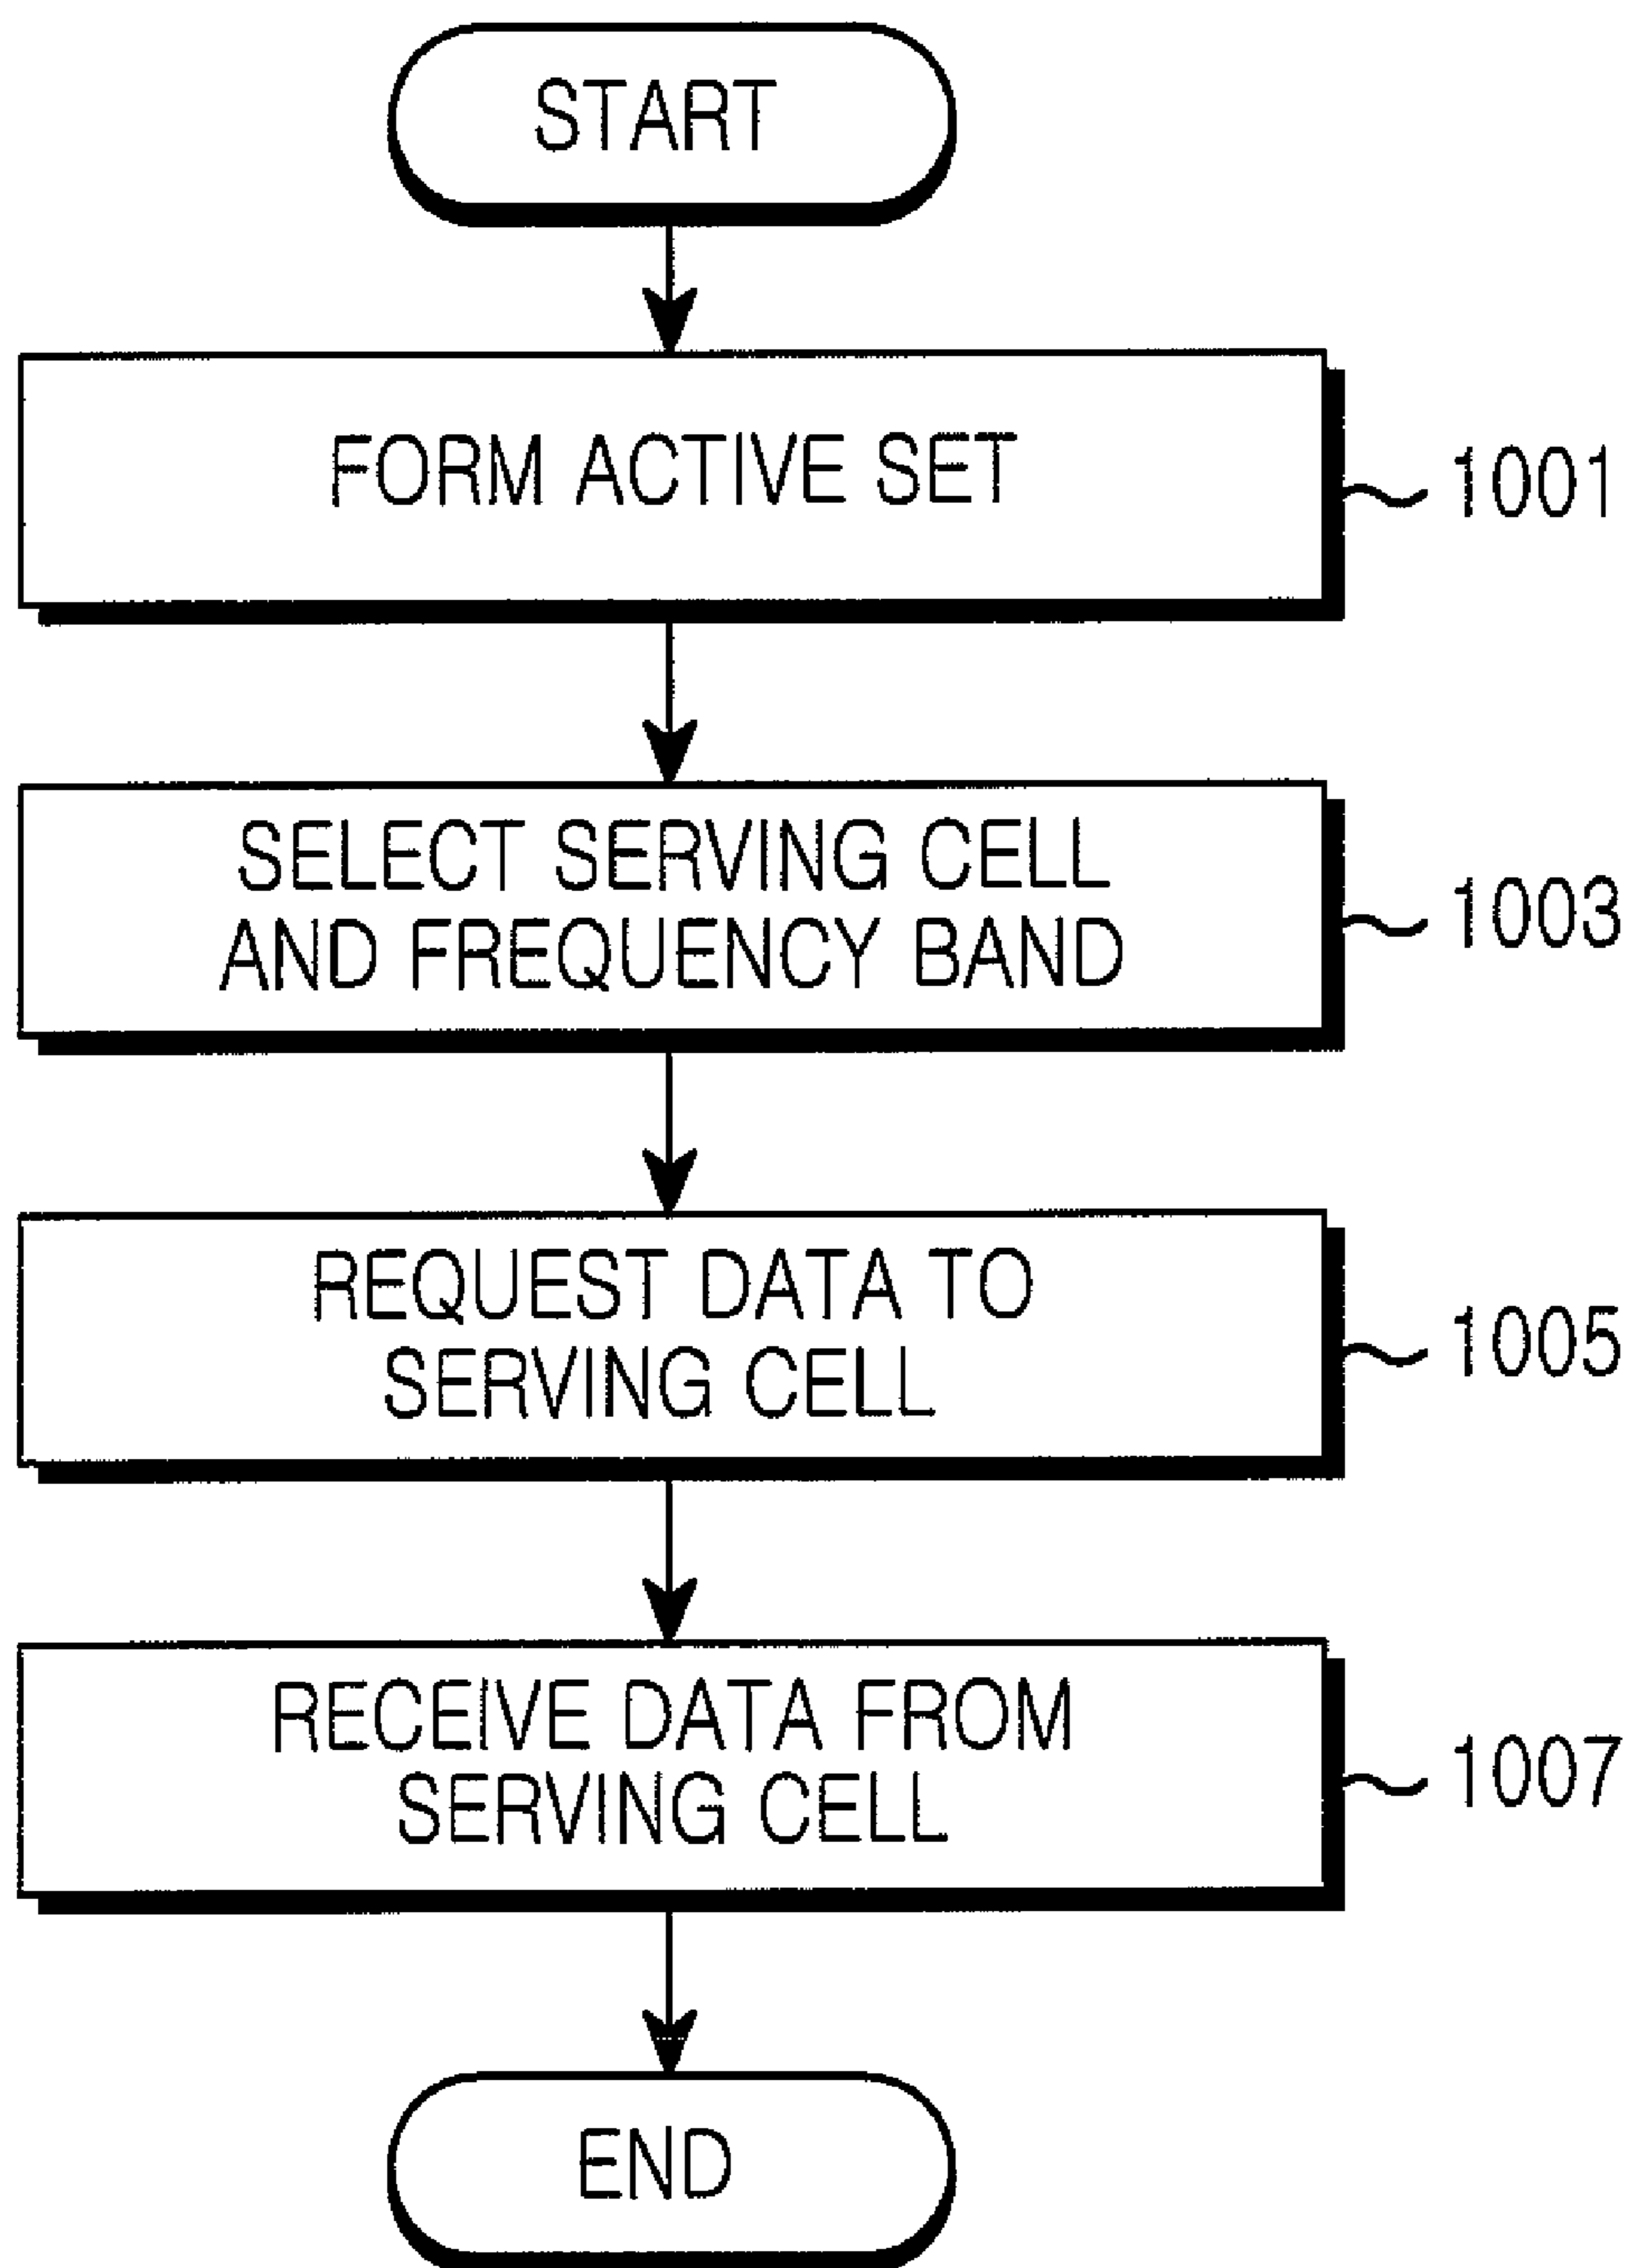 START
FORM ACTIVE SET
1001
SELECT SERVING CELL
AND FREQUENCY BAND
1003
REQUEST DATA TO
SERVING CELL
1005
RECEIVE DATA FROM
SERVING CELL
1007
END